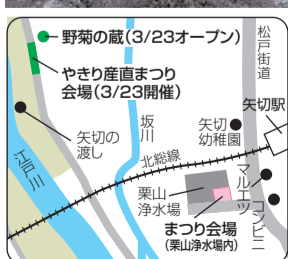 野菊の蔵(3/23オープン)
やきり産直まつり
会場(3/23開催)
松戸街道
矢切駅
矢切の
渡し
坂川
矢切
幼稚園
江戸川
北総線
栗山
浄水場
マルエツ
コンビニ
まつり会場
(栗山浄水場内)